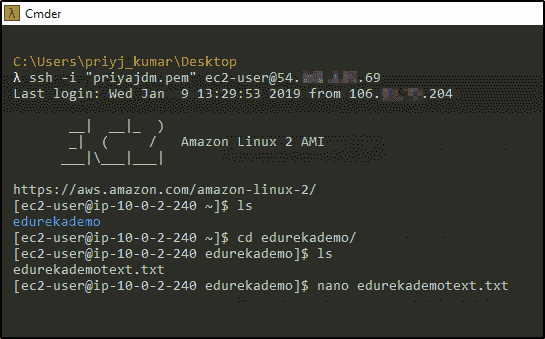 Cmder
C:\Users\priyj_kumar\Desktop
λ ssh -i "priyajdm.pem" ec2-user@54. .69
Last login: Wed Jan  9 13:29:53 2019 from 106. .204
       __|  __|_  )
       _|  (     /   Amazon Linux 2 AMI
      ___|\___|___|
https://aws.amazon.com/amazon-linux-2/
[ec2-user@ip-10-0-2-240 ~]$ ls
edurekademo
[ec2-user@ip-10-0-2-240 ~]$ cd edurekademo/
[ec2-user@ip-10-0-2-240 edurekademo]$ ls
edurekademotext.txt
[ec2-user@ip-10-0-2-240 edurekademo]$ nano edurekademotext.txt